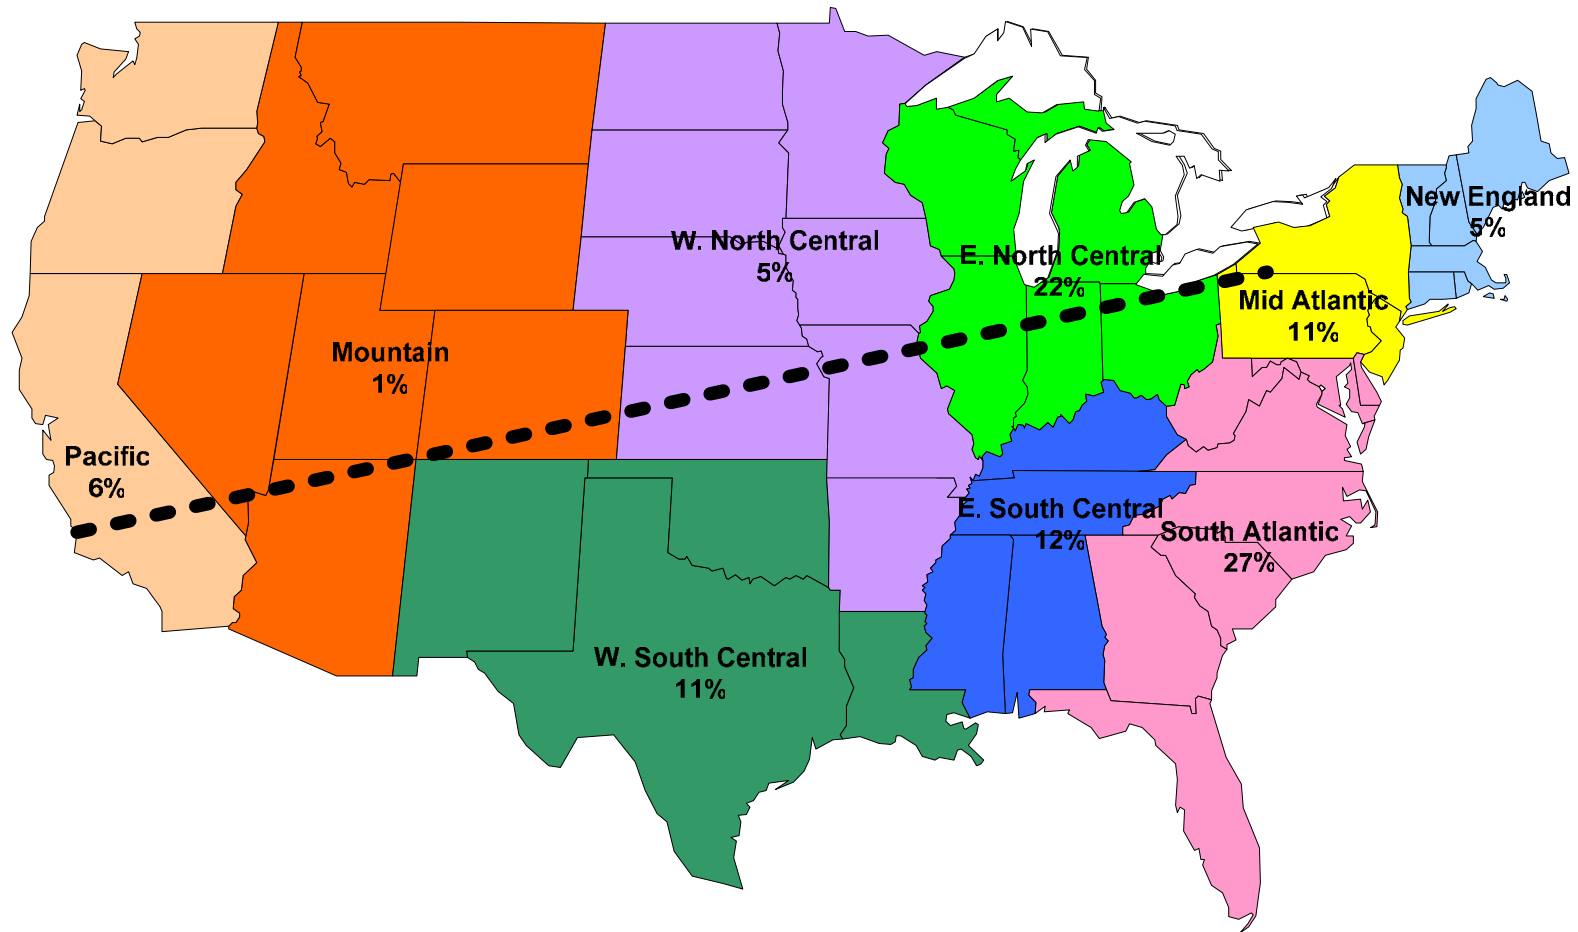 New England
5%
W. North Central
5%
E. North Central
22%
Mid Atlantic
11%
Mountain
1%
Pacific
6%
E. South Central
12%
South Atlantic
27%
W. South Central
11%